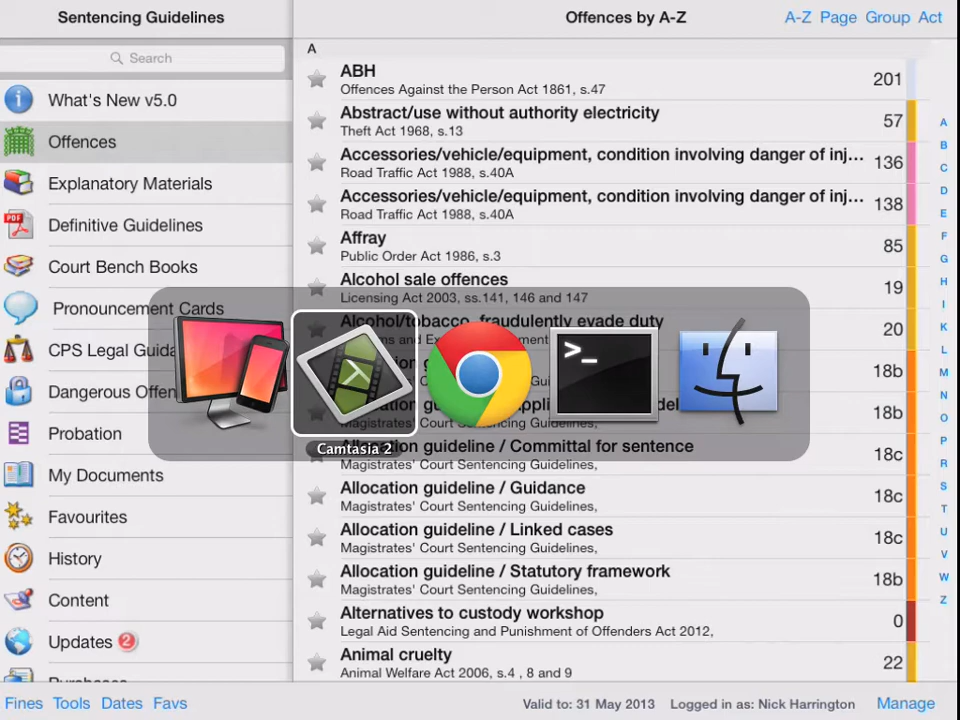 Sentencing Guidelines
Search
What's New v5.0
Offences
Explanatory Materials
Definitive Guidelines
Court Bench Books
Pronouncement Cards
CPS Legal Guida
Dangerous Offen
Probation
My Documents
Favourites
History
Content
Updates 2
Fines Tools Dates Favs
Offences by A-Z
A-Z Page Group Act
A
ABH 201
Offences Against the Person Act 1861, s.47
Abstract/use without authority electricity 57
Theft Act 1968, s.13
Accessories/vehicle/equipment, condition involving danger of inj… 136
Road Traffic Act 1988, s.40A
Accessories/vehicle/equipment, condition involving danger of inj… 138
Road Traffic Act 1988, s.40A
Affray 85
Public Order Act 1986, s.3
Alcohol sale offences 19
Licensing Act 2003, ss.141, 146 and 147
Alcohol/tobacco, fraudulently evade duty 20
18b
18b
Magistrates' Court Sentencing Guidelines,
Allocation guideline / Committal for sentence 18c
Magistrates' Court Sentencing Guidelines,
Allocation guideline / Guidance 18c
Magistrates' Court Sentencing Guidelines,
Allocation guideline / Linked cases 18c
Magistrates' Court Sentencing Guidelines,
Allocation guideline / Statutory framework 18b
Magistrates' Court Sentencing Guidelines,
Alternatives to custody workshop 0
Legal Aid Sentencing and Punishment of Offenders Act 2012,
Animal cruelty 22
Animal Welfare Act 2006, s.4 , 8 and 9
Camtasia 2
A
B
C
D
E
F
G
H
I
K
L
M
N
O
P
R
S
T
U
V
W
Z
Valid to: 31 May 2013 Logged in as: Nick Harrington Manage